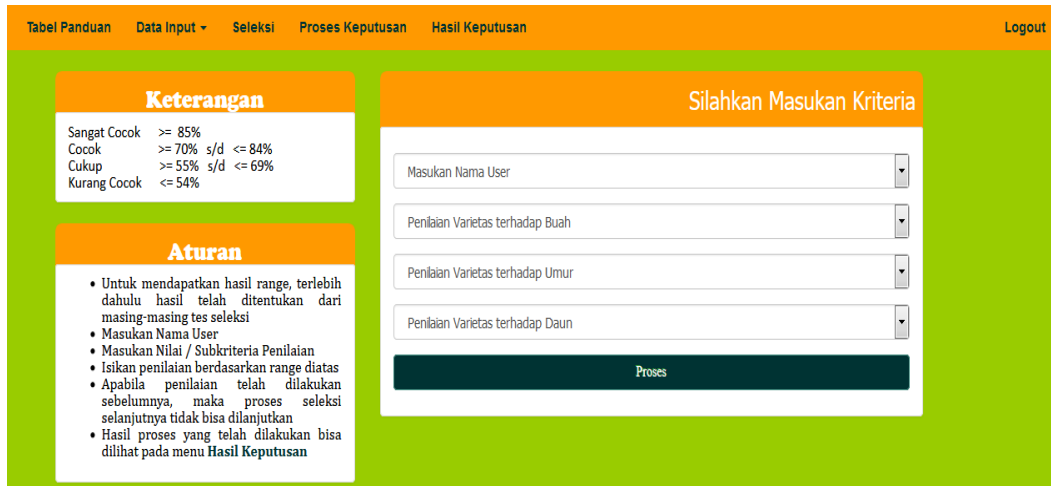 Tabel Panduan Data Input Seleksi Proses Keputusan Hasil Keputusan Logout
Keterangan
Sangat Cocok >= 85%
Cocok >= 70% s/d <= 84%
Cukup >= 55% s/d <= 69%
Kurang Cocok <= 54%
Aturan
• Untuk mendapatkan hasil range, terlebih
dahulu hasil telah ditentukan dari
masing-masing tes seleksi
• Masukan Nama User
• Masukan Nilai / Subkriteria Penilaian
• Isikan penilaian berdasarkan range diatas
• Apabila penilaian telah dilakukan
sebelumnya, maka proses seleksi
selanjutnya tidak bisa dilanjutkan
• Hasil proses yang telah dilakukan bisa
dilihat pada menu Hasil Keputusan
Silahkan Masukan Kriteria
Masukan Nama User
Penilaian Varietas terhadap Buah
Penilaian Varietas terhadap Umur
Penilaian Varietas terhadap Daun
Proses